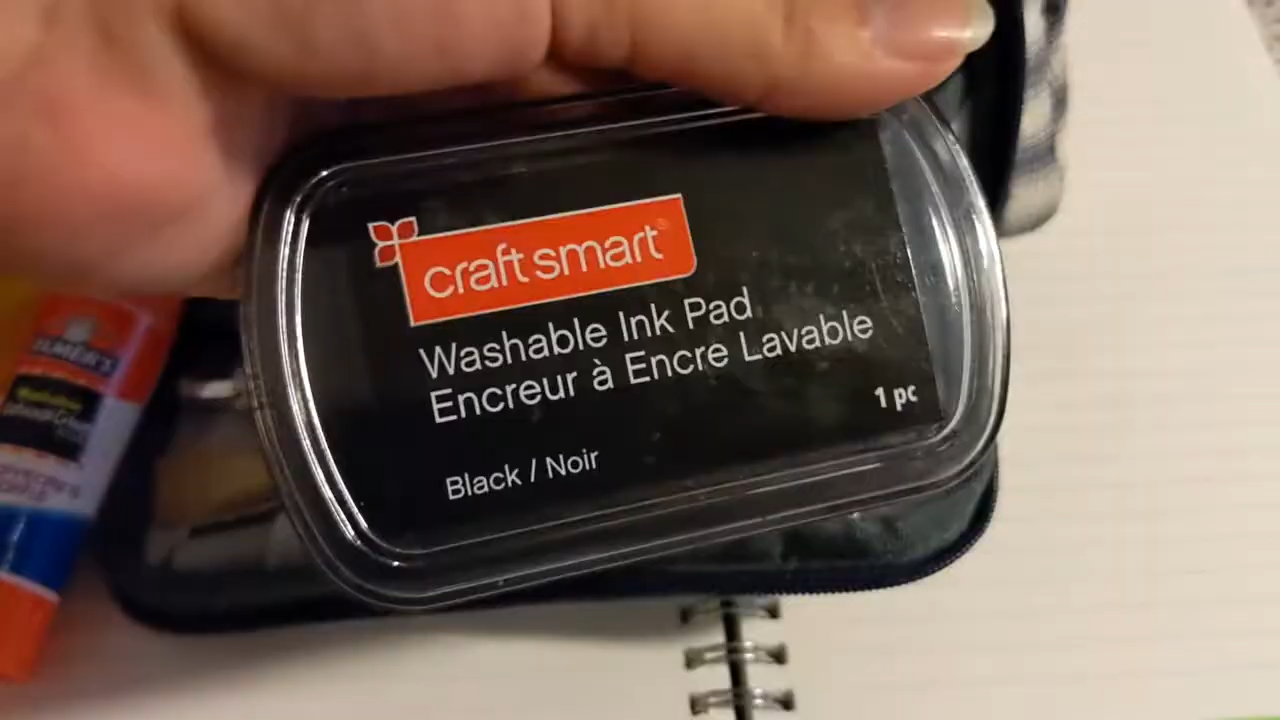 craft smart
Washable Ink Pad
Encreur à Encre Lavable
1 pc
Black / Noir
ELMER'S